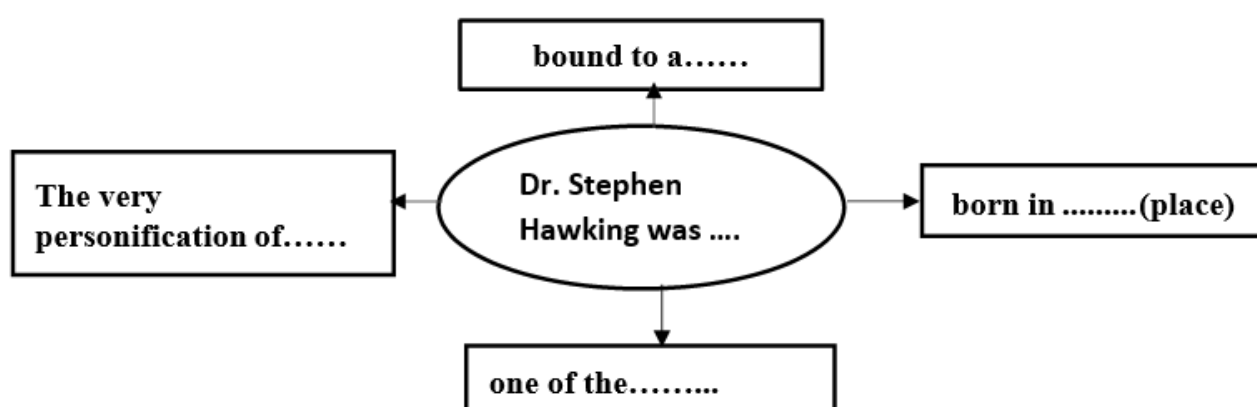 bound to a……
The very
personification of……
Dr. Stephen
Hawking was ….
born in .........(place)
one of the……...